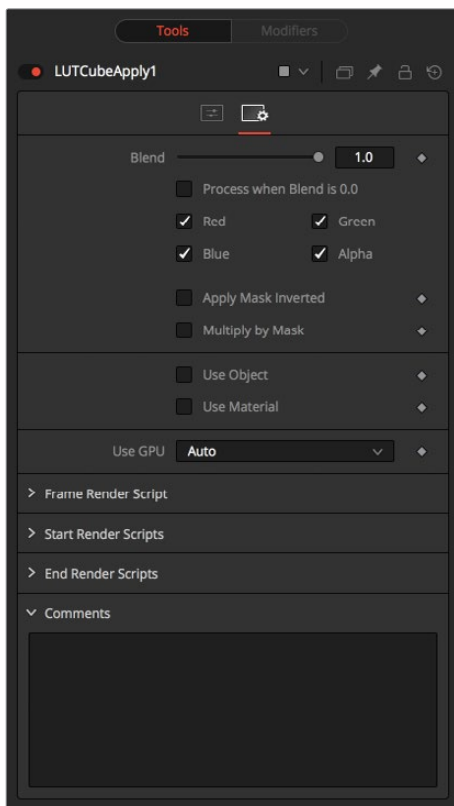 Tools Modifiers
LUTCubeApply1
Blend 1.0
Process when Blend is 0.0
Red Green
Blue Alpha
Apply Mask Inverted
Multiply by Mask
Use Object
Use Material
Use GPU Auto
Frame Render Script
Start Render Scripts
End Render Scripts
Comments